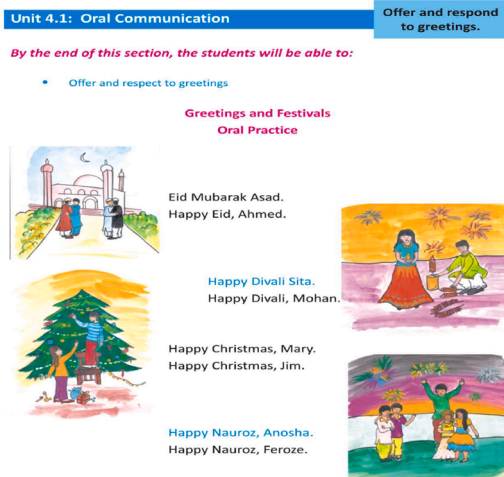 Unit 4.1: Oral Communication
Offer and respond
to greetings.
By the end of this section, the students will be able to:
• Offer and respect to greetings
Greetings and Festivals
Oral Practice
Eid Mubarak Asad.
Happy Eid, Ahmed.
Happy Divali Sita.
Happy Divali, Mohan.
Happy Christmas, Mary.
Happy Christmas, Jim.
Happy Nauroz, Anosha.
Happy Nauroz, Feroze.